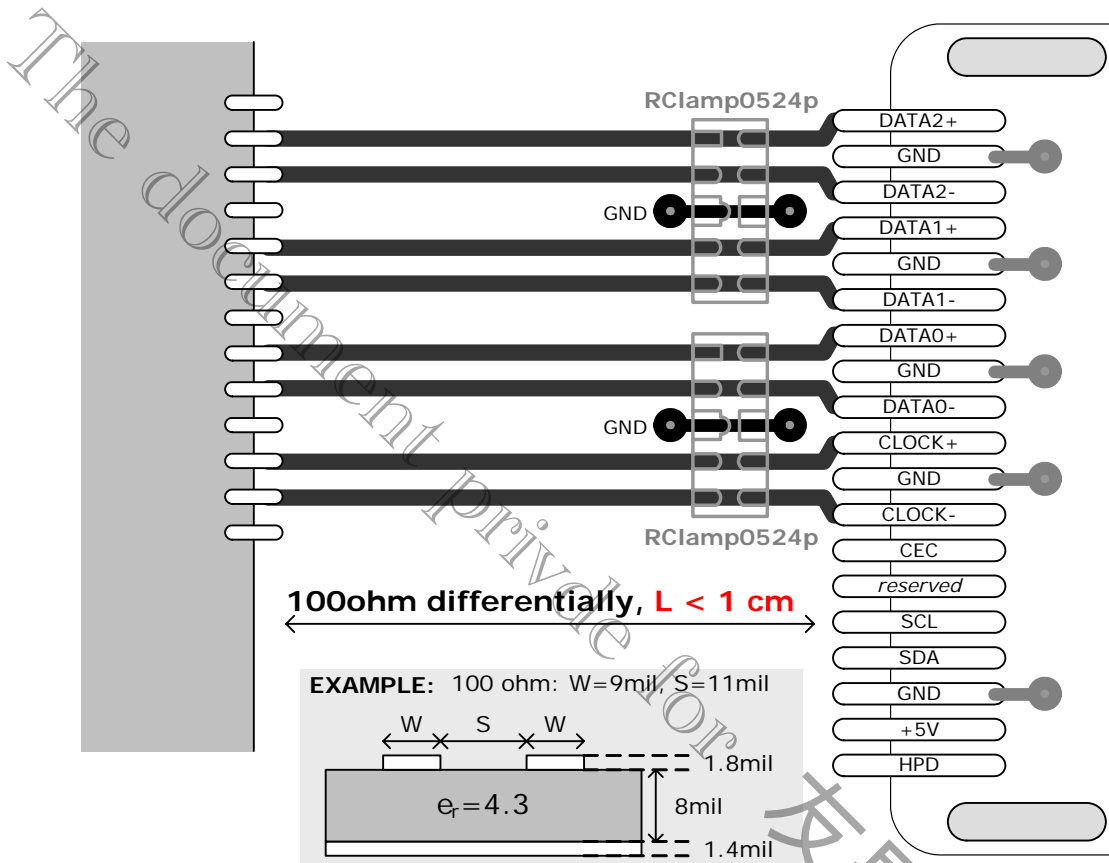 RClamp0524p
DATA2+
GND
DATA2-
GND
DATA1+
GND
DATA1-
DATA0+
GND
DATA0-
GND
CLOCK+
GND
CLOCK-
RClamp0524p
CEC
reserved
100ohm differentially, L < 1 cm
SCL
SDA
GND
+5V
HPD
EXAMPLE: 100 ohm: W=9mil, S=11mil
W S W
1.8mil
er=4.3
8mil
1.4mil
The document privde for 友